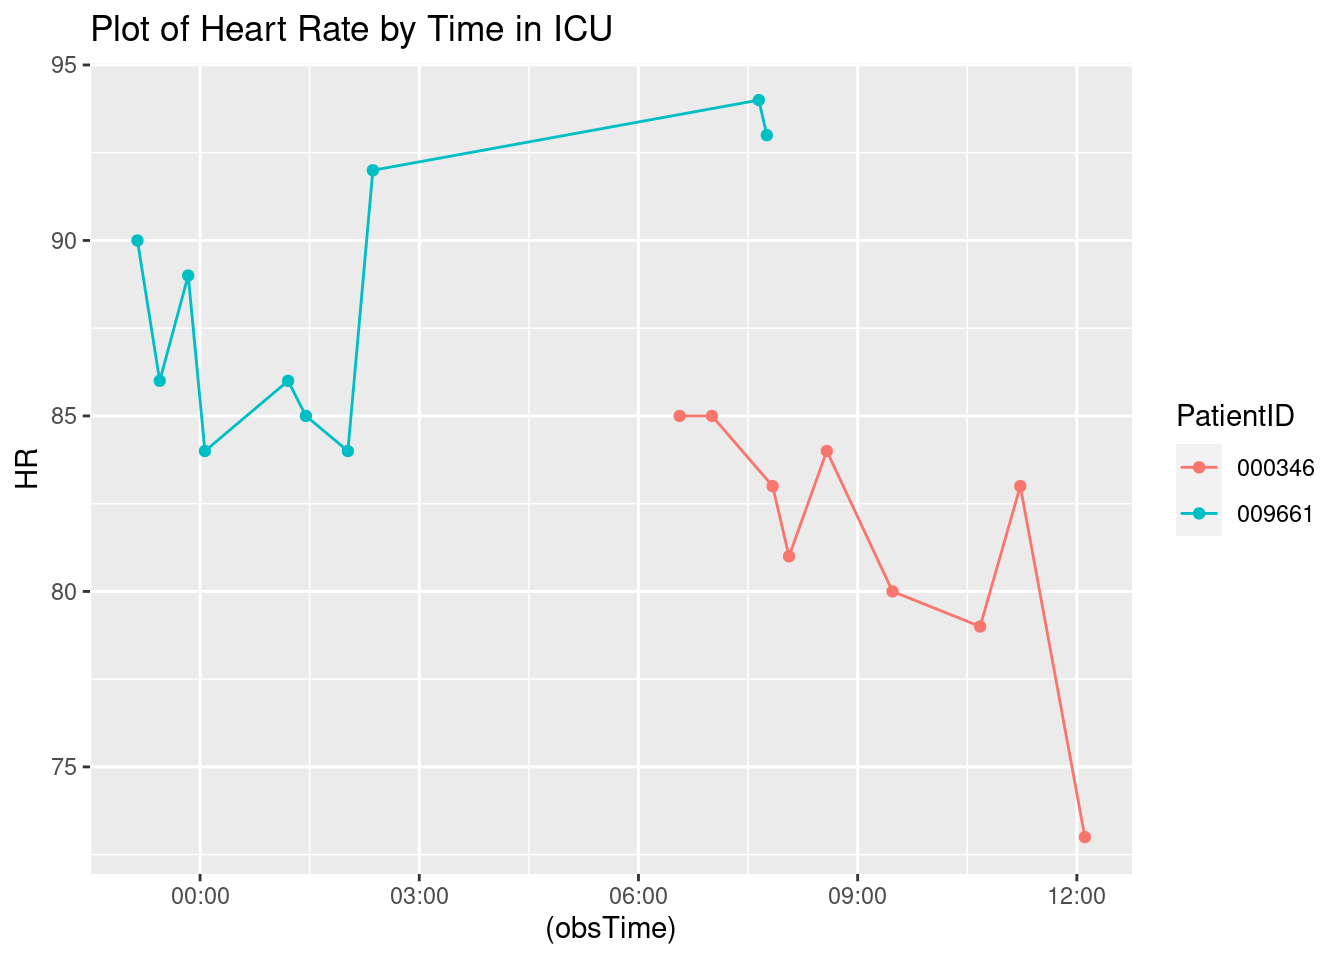 Plot of Heart Rate by Time in ICU
95
90
85
80
75
HR
00:00 03:00 06:00 09:00 12:00
(obsTime)
PatientID
000346
009661